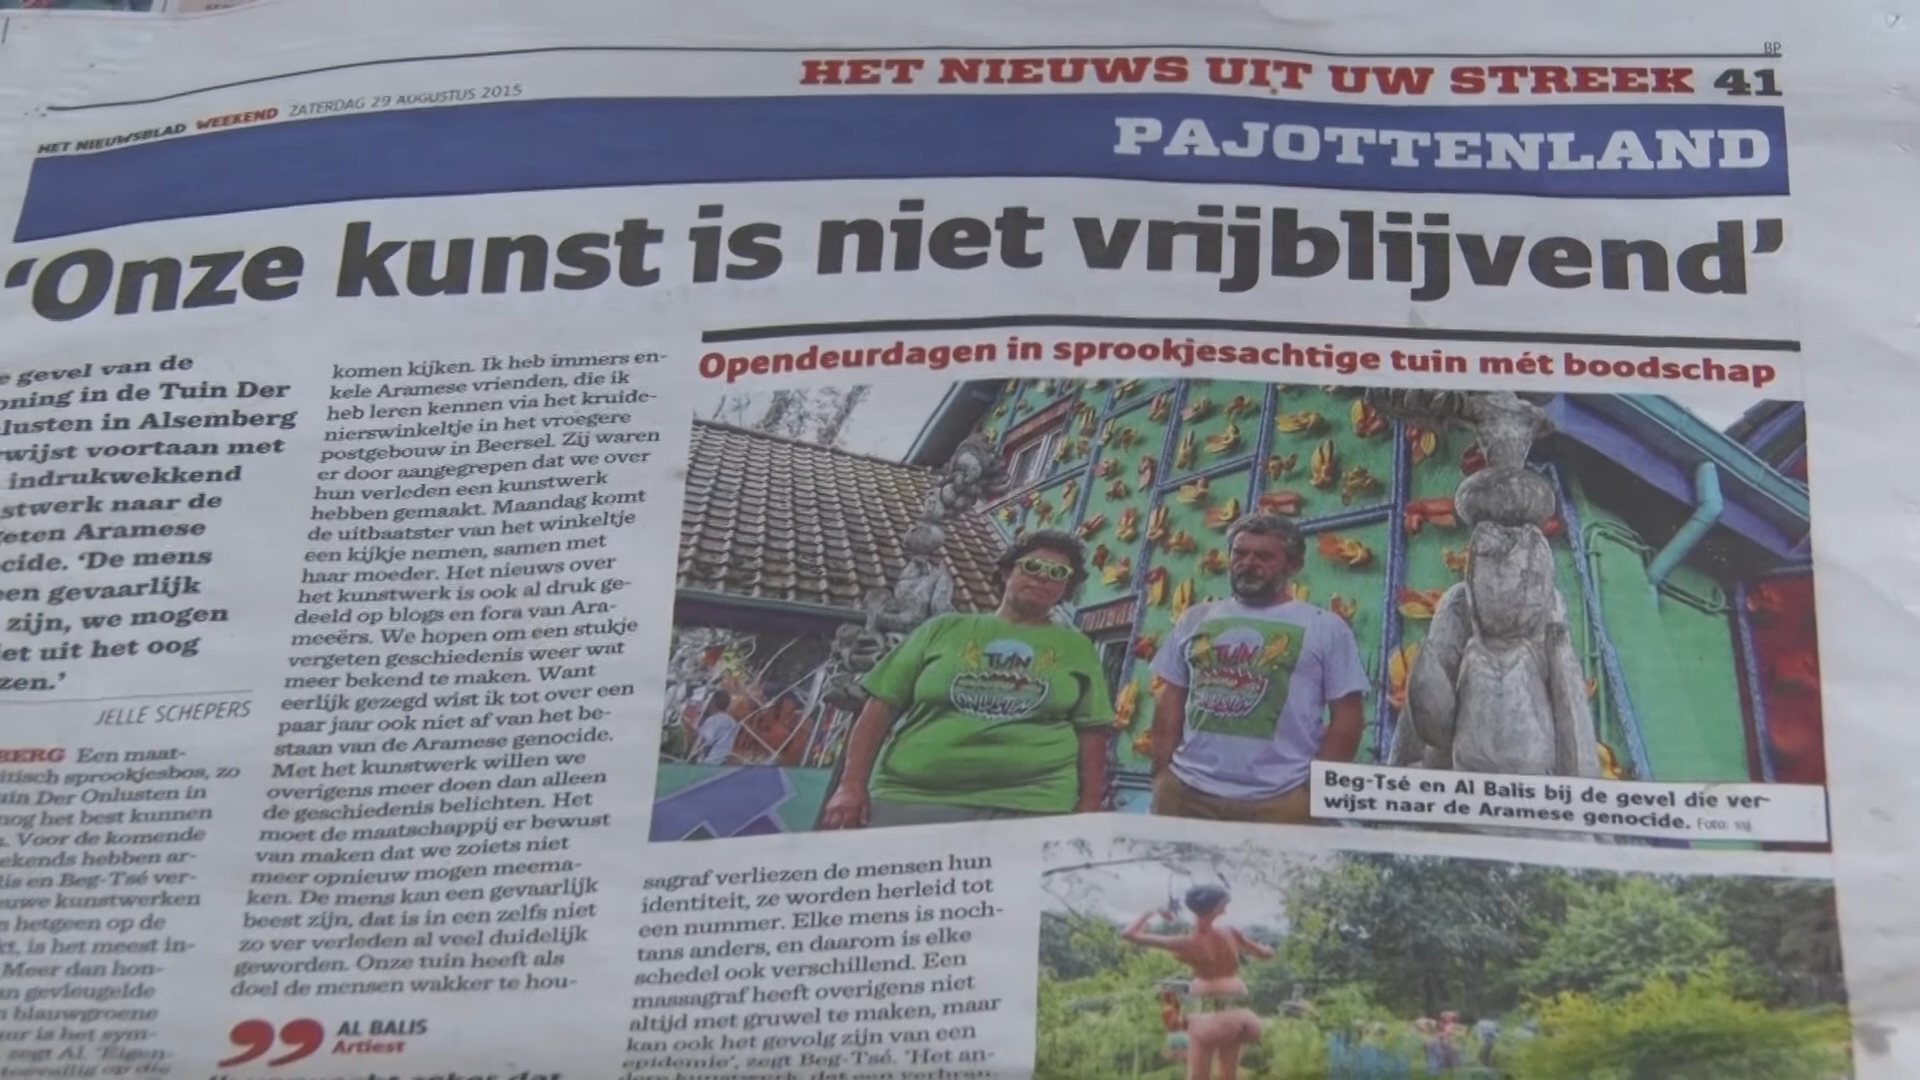 BP
HET NIEUWS UIT UW STREEK 41
HET NIEUWSBLAD WEEKEND ZATERDAG 29 AUGUSTUS 2015
PAJOTTENLAND
'Onze kunst is niet vrijblijvend'
gevel van de
in de Tuin Der
lusten in Alsemberg
wijst voortaan met
indrukwekkend
stwerk naar de
eten Aramese
cide. 'De mens
en gevaarlijk
zijn, we mogen
et uit het oog
zen.'
JELLE SCHEPERS
BERG Een maat-
itisch sprookjesbos, zo
uin Der Onlusten in
nog het best kunnen
Voor de komende
ekends hebben ar-
lis en Beg-Tsé ver-
euwe kunstwerken
hetgeen op de
kt, is het meest in-
Meer dan hon-
an gevleugelde
blauwgroene
ur is het sym-
zegt Al. 'Eigen-
komen kijken. Ik heb immers en-
kele Aramese vrienden, die ik
heb leren kennen via het kruide-
nierswinkeltje in het vroegere
postgebouw in Beersel. Zij waren
er door aangegrepen dat we over
hun verleden een kunstwerk
hebben gemaakt. Maandag komt
de uitbaatster van het winkeltje
een kijkje nemen, samen met
haar moeder. Het nieuws over
het kunstwerk is ook al druk ge-
deeld op blogs en fora van Ara-
meeërs. We hopen om een stukje
vergeten geschiedenis weer wat
meer bekend te maken. Want
eerlijk gezegd wist ik tot over een
paar jaar ook niet af van het be-
staan van de Aramese genocide.
Met het kunstwerk willen we
overigens meer doen dan alleen
de geschiedenis belichten. Het
moet de maatschappij er bewust
van maken dat we zoiets niet
meer opnieuw mogen meema-
ken. De mens kan een gevaarlijk
beest zijn, dat is in een zelfs niet
zo ver verleden al veel duidelijk
geworden. Onze tuin heeft als
doel de mensen wakker te hou-
AL BALIS
Artiest
Opendeurdagen in sprookjesachtige tuin mét boodschap
TUIN
TUIN
Beg-Tsé en Al Balis bij de gevel die ver-
wijst naar de Aramese genocide. Foto: ssj
sagraf verliezen de mensen hun
identiteit, ze worden herleid tot
een nummer. Elke mens is noch-
tans anders, en daarom is elke
schedel ook verschillend. Een
massagraf heeft overigens niet
altijd met gruwel te maken, maar
kan ook het gevolg zijn van een
epidemie', zegt Beg-Tsé. 'Het an-